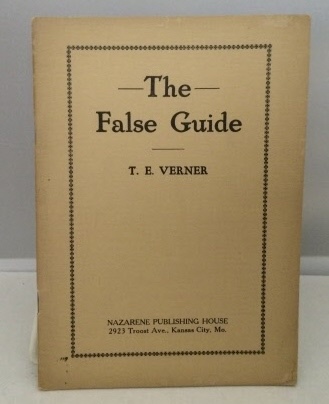 —The—
False Guide
T. E. VERNER
NAZARENE PUBLISHING HOUSE
2923 Troost Ave., Kansas City, Mo.